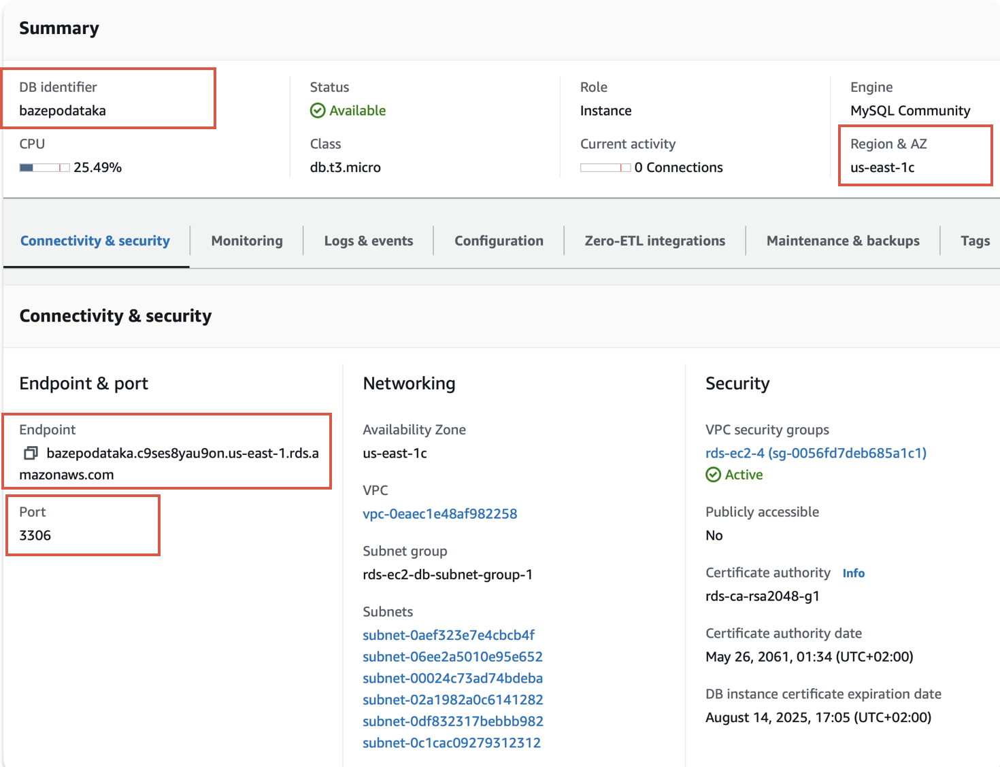 Summary
DB identifier
bazepodataka
Status
Available
Role
Instance
Engine
MySQL Community
CPU
25.49%
Class
db.t3.micro
Current activity
0 Connections
Region & AZ
us-east-1c
Connectivity & security
Monitoring
Logs & events
Configuration
Zero-ETL integrations
Maintenance & backups
Tags
Connectivity & security
Endpoint & port
Endpoint
bazepodataka.c9ses8yau9on.us-east-1.rds.a
mazonaws.com
Port
3306
Networking
Availability Zone
us-east-1c
VPC
vpc-0eaec1e48af982258
Subnet group
rds-ec2-db-subnet-group-1
Subnets
subnet-0aef323e7e4cbcb4f
subnet-06ee2a5010e95e652
subnet-00024c73ad74bdeba
subnet-02a1982a0c6141282
subnet-0df832317bebbb982
subnet-0c1cac09279312312
Security
VPC security groups
rds-ec2-4 (sg-0056fd7deb685a1c1)
Active
Publicly accessible
No
Certificate authority Info
rds-ca-rsa2048-g1
Certificate authority date
May 26, 2061, 01:34 (UTC+02:00)
DB instance certificate expiration date
August 14, 2025, 17:05 (UTC+02:00)